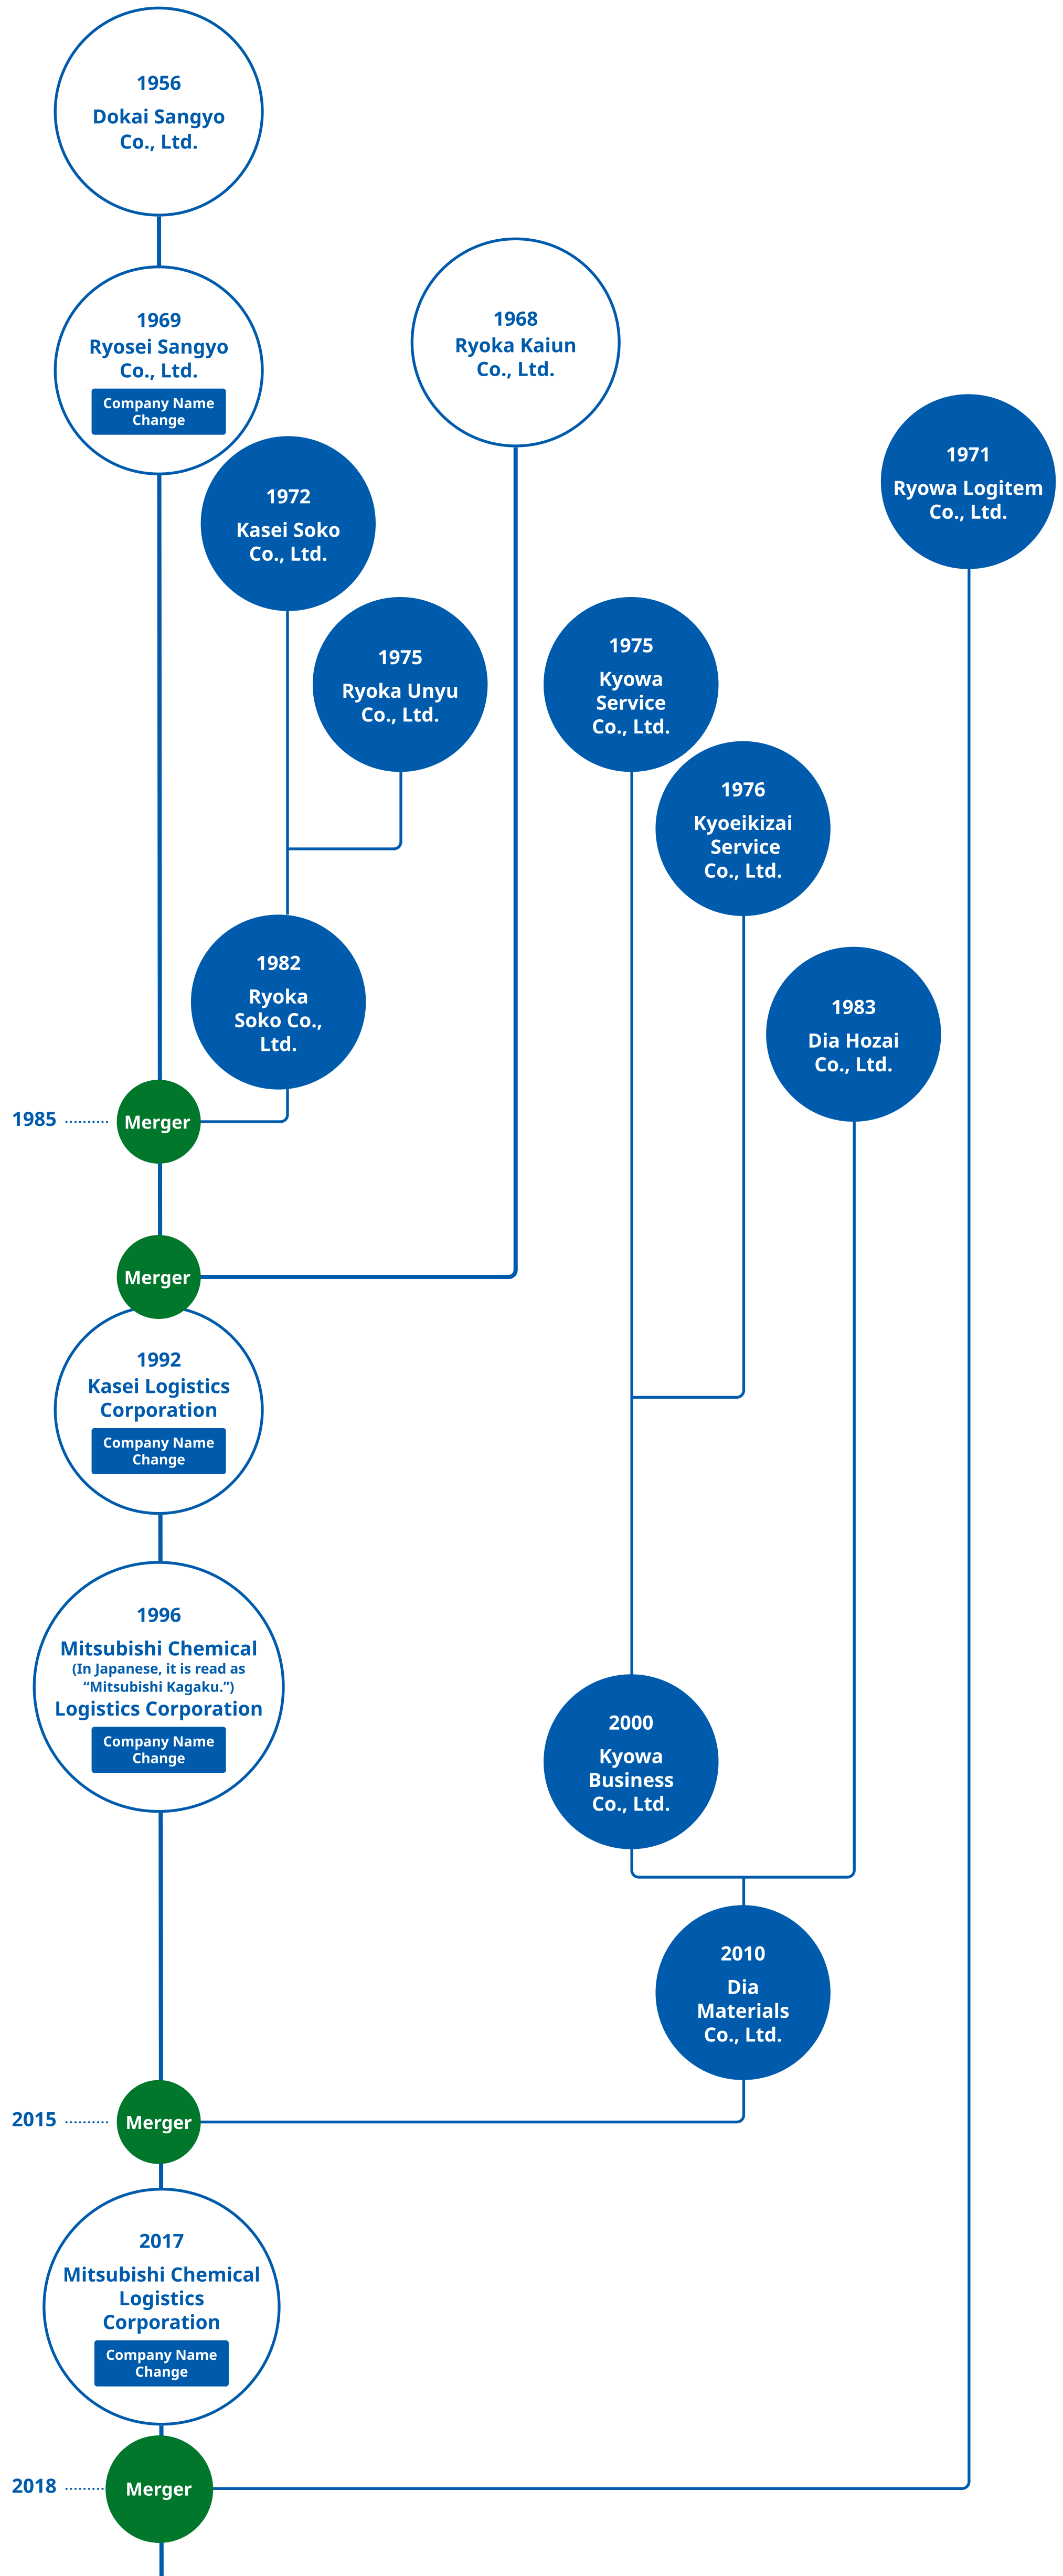 1956
Dokai Sangyo
Co., Ltd.
1969
Ryosei Sangyo
Co., Ltd.
Company Name
Change
1968
Ryoka Kaiun
Co., Ltd.
1971
Ryowa Logitem
Co., Ltd.
1972
Kasei Soko
Co., Ltd.
1975
Ryoka Unyu
Co., Ltd.
1975
Kyowa
Service
Co., Ltd.
1976
Kyoeikizai
Service
Co., Ltd.
1982
Ryoka
Soko Co.,
Ltd.
1983
Dia Hozai
Co., Ltd.
1985
Merger
Merger
1992
Kasei Logistics
Corporation
Company Name
Change
1996
Mitsubishi Chemical
(In Japanese, it is read as
“Mitsubishi Kagaku.”)
Logistics Corporation
Company Name
Change
2000
Kyowa
Business
Co., Ltd.
2010
Dia
Materials
Co., Ltd.
2015
Merger
2017
Mitsubishi Chemical
Logistics
Corporation
Company Name
Change
2018
Merger